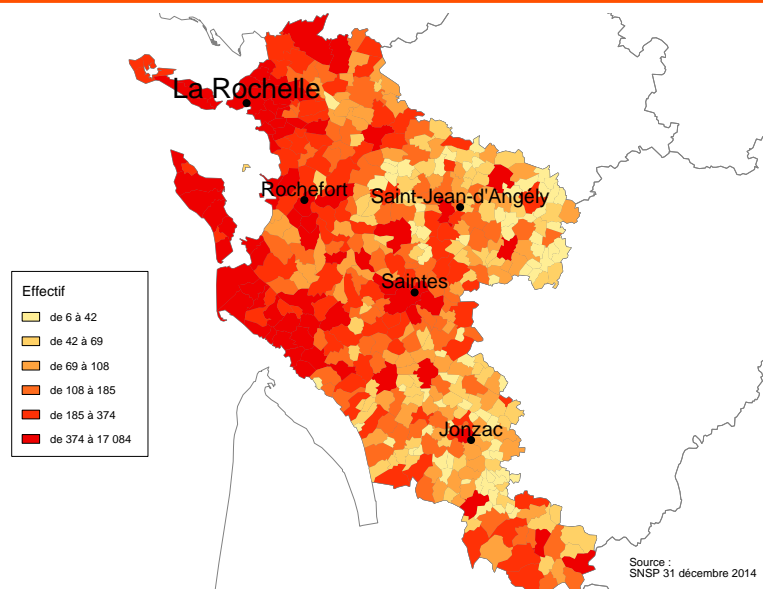 La Rochelle
Rochefort
Saint-Jean-d'Angély
Saintes
Jonzac
Effectif
de 6 à 42
de 42 à 69
de 69 à 108
de 108 à 185
de 185 à 374
de 374 à 17 084
Source :
SNSP 31 décembre 2014